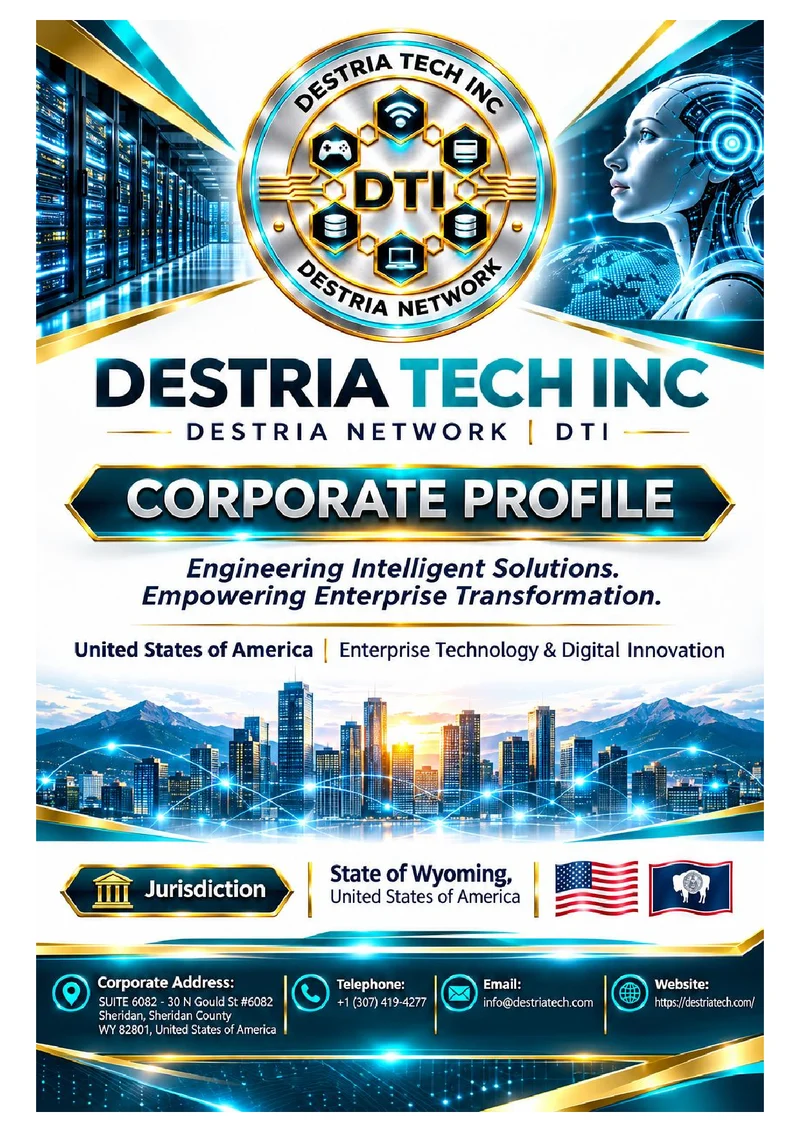 DESTRIA TECH INC
DTI
DESTRIA NETWORK
DESTRIA TECH INC
DESTRIA NETWORK | DTI
CORPORATE PROFILE
Engineering Intelligent Solutions.
Empowering Enterprise Transformation.
United States of America | Enterprise Technology & Digital Innovation
Jurisdiction
State of Wyoming,
United States of America
Corporate Address:
SUITE 6082 - 30 N Gould St #6082
Sheridan, Sheridan County
WY 82801, United States of America
Telephone:
+1 (307) 419-4277
Email:
info@destriatech.com
Website:
https://destriatech.com/